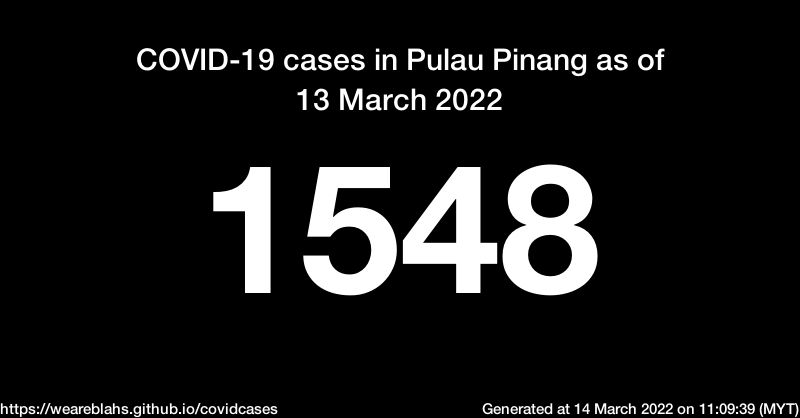 COVID-19 cases in Pulau Pinang as of
13 March 2022
1548
https://weareblahs.github.io/covidcases
Generated at 14 March 2022 on 11:09:39 (MYT)